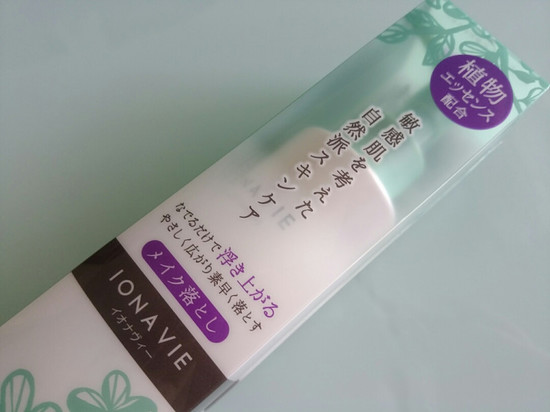 植物
エッセンス
配合
敏感肌を考えた
自然派スキンケア
IONAVIE
なでるだけで浮き上がる
やさしく広がり素早く落とす
メイク落とし
IONAVIE
イオナヴィー